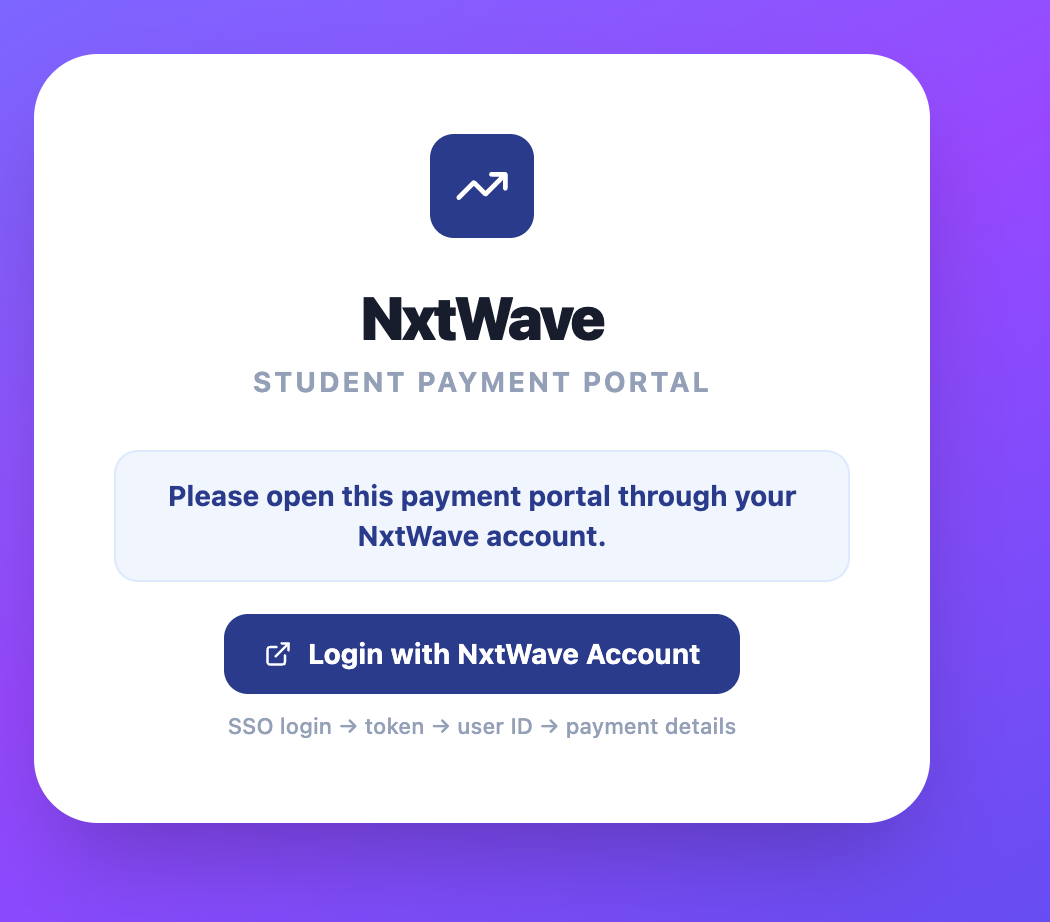 NxtWave
STUDENT PAYMENT PORTAL
Please open this payment portal through your
NxtWave account.
Login with NxtWave Account
SSO login → token → user ID → payment details